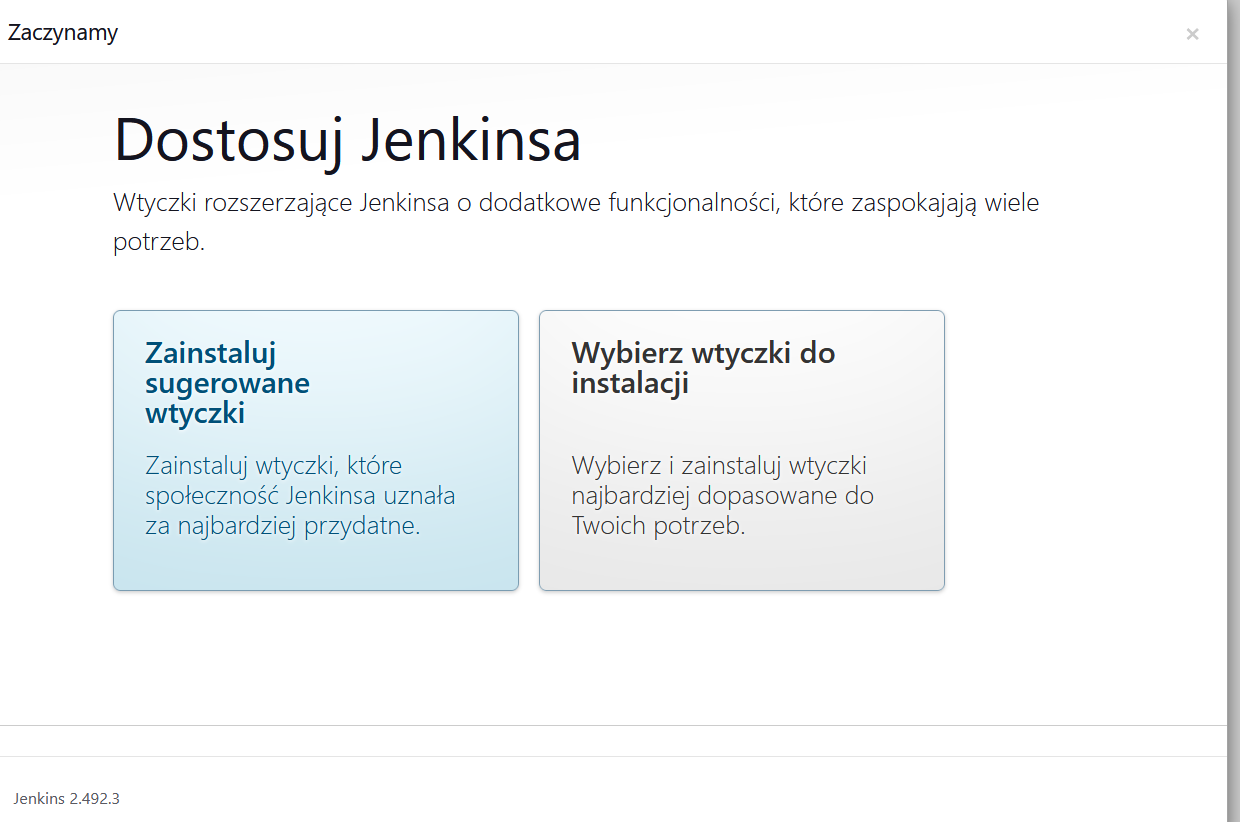 Zaczynamy
×
Dostosuj Jenkinsa
Wtyczki rozszerzające Jenkinsa o dodatkowe funkcjonalności, które zaspokajają wiele
potrzeb.
Zainstaluj
sugerowane
wtyczki
Zainstaluj wtyczki, które
społeczność Jenkinsa uznała
za najbardziej przydatne.
Wybierz wtyczki do
instalacji
Wybierz i zainstaluj wtyczki
najbardziej dopasowane do
Twoich potrzeb.
Jenkins 2.492.3